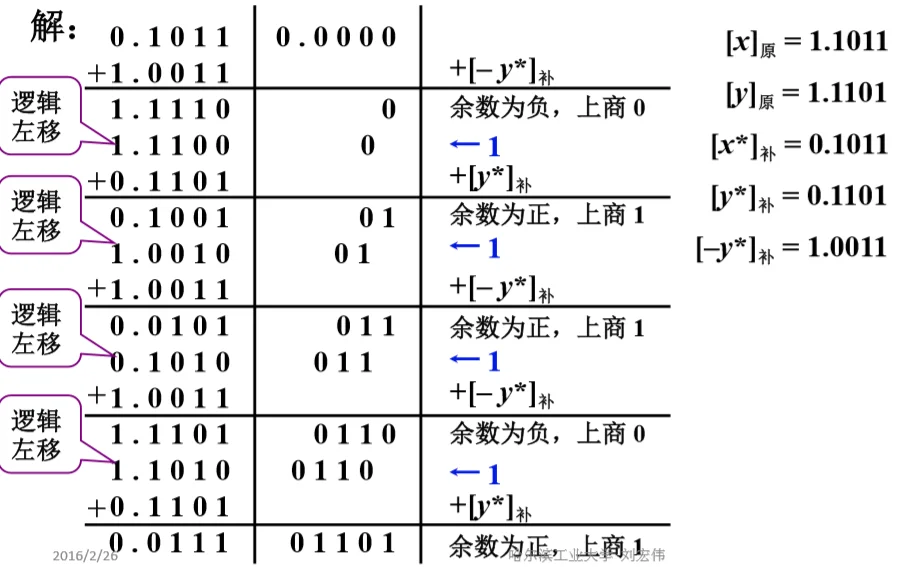 解：
0.1011 0.0000
+1.0011 +[−y*]补
1.1110 0 余数为负，上商 0
逻辑左移
1.1100 0 ←1
+0.1101 +[y*]补
0.1001 01 余数为正，上商 1
逻辑左移
1.0010 01 ←1
+1.0011 +[−y*]补
0.0101 011 余数为正，上商 1
逻辑左移
0.1010 011 ←1
+1.0011 +[−y*]补
1.1101 0110 余数为负，上商 0
逻辑左移
1.1010 0110 ←1
+0.1101 +[y*]补
0.0111 01101 余数为正，上商 1
[x]原 = 1.1011
[y]原 = 1.1101
[x*]补 = 0.1011
[y*]补 = 0.1101
[−y*]补 = 1.0011
2016/2/26
哈尔滨工业大学 刘宏伟